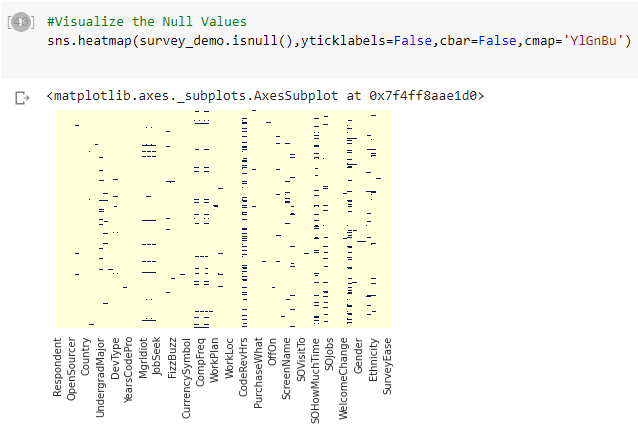 [43] #Visualize the Null Values
sns.heatmap(survey_demo.isnull(),yticklabels=False,cbar=False,cmap='YlGnBu')
<matplotlib.axes._subplots.AxesSubplot at 0x7f4ff8aae1d0>
Respondent
OpenSourcer
Country
UndergradMajor
DevType
YearsCodePro
MgrIdiot
JobSeek
FizzBuzz
CurrencySymbol
CompFreq
WorkPlan
WorkLoc
CodeRevHrs
PurchaseWhat
OffOn
ScreenName
SOVisitTo
SOHowMuchTime
SOJobs
WelcomeChange
Gender
Ethnicity
SurveyEase